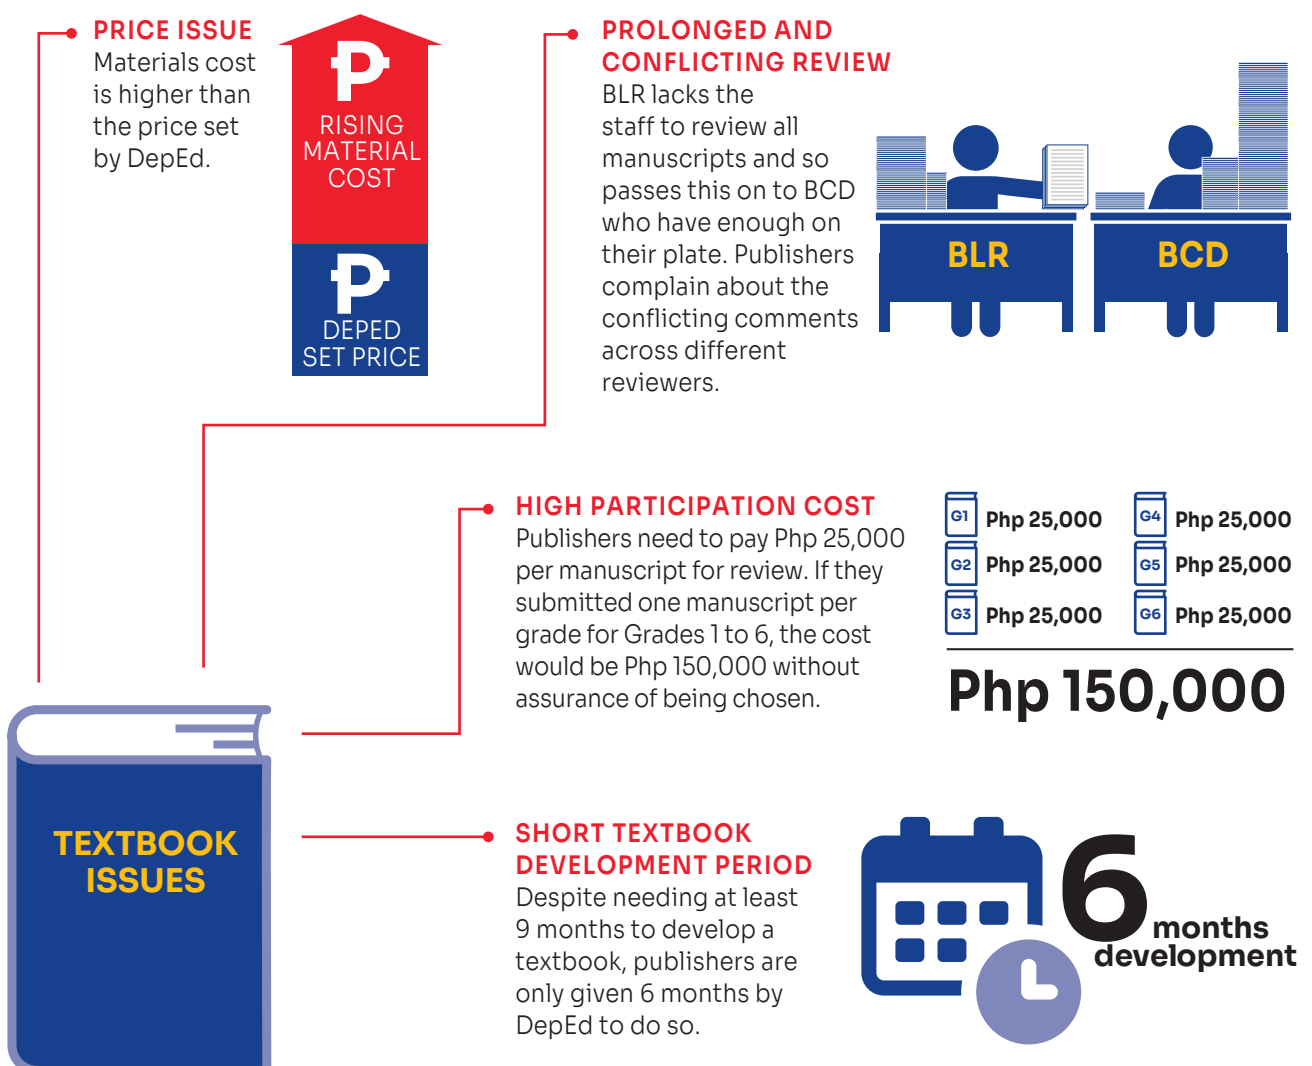 PRICE ISSUE
Materials cost
is higher than
the price set
by DepEd.
₱
RISING
MATERIAL
COST
₱
DEPED
SET PRICE
PROLONGED AND
CONFLICTING REVIEW
BLR lacks the
staff to review all
manuscripts and so
passes this on to BCD
who have enough on
their plate. Publishers
complain about the
conflicting comments
across different
reviewers.
BLR
BCD
HIGH PARTICIPATION COST
Publishers need to pay Php 25,000
per manuscript for review. If they
submitted one manuscript per
grade for Grades 1 to 6, the cost
would be Php 150,000 without
assurance of being chosen.
G1 Php 25,000
G2 Php 25,000
G3 Php 25,000
G4 Php 25,000
G5 Php 25,000
G6 Php 25,000
Php 150,000
TEXTBOOK
ISSUES
SHORT TEXTBOOK
DEVELOPMENT PERIOD
Despite needing at least
9 months to develop a
textbook, publishers are
only given 6 months by
DepEd to do so.
6 months
development